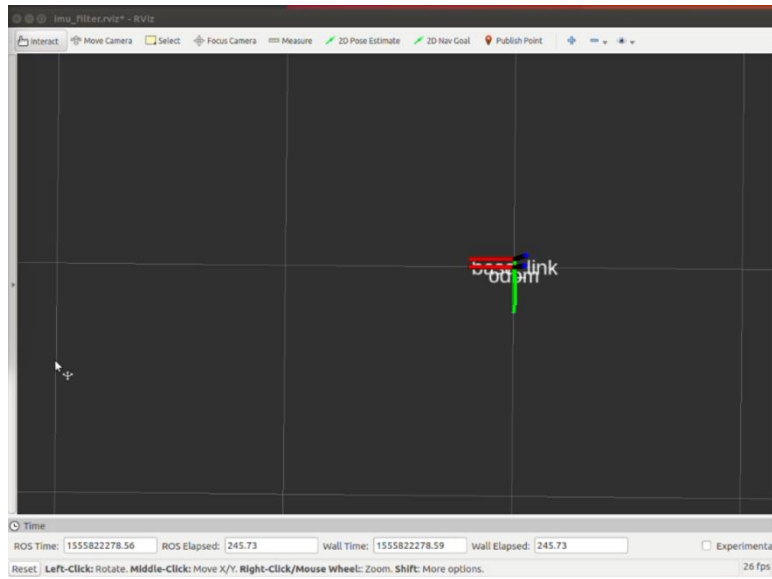 imu_filter.rviz* - RViz
Interact Move Camera Select Focus Camera Measure 2D Pose Estimate 2D Nav Goal Publish Point
base_link
odom
Time
ROS Time: 1555822278.56 ROS Elapsed: 245.73 Wall Time: 1555822278.59 Wall Elapsed: 245.73 Experimenta
Reset Left-Click: Rotate. Middle-Click: Move X/Y. Right-Click/Mouse Wheel:: Zoom. Shift: More options. 26 fps